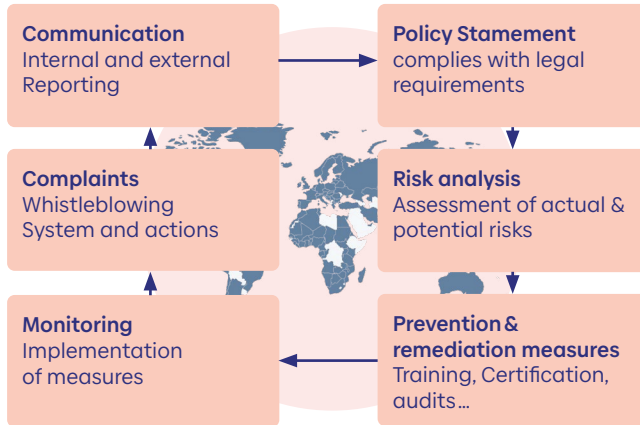 Communication
Internal and external
Reporting
Policy Stamement
complies with legal
requirements
Complaints
Whistleblowing
System and actions
Risk analysis
Assessment of actual &
potential risks
Monitoring
Implementation
of measures
Prevention &
remediation measures
Training, Certification,
audits...